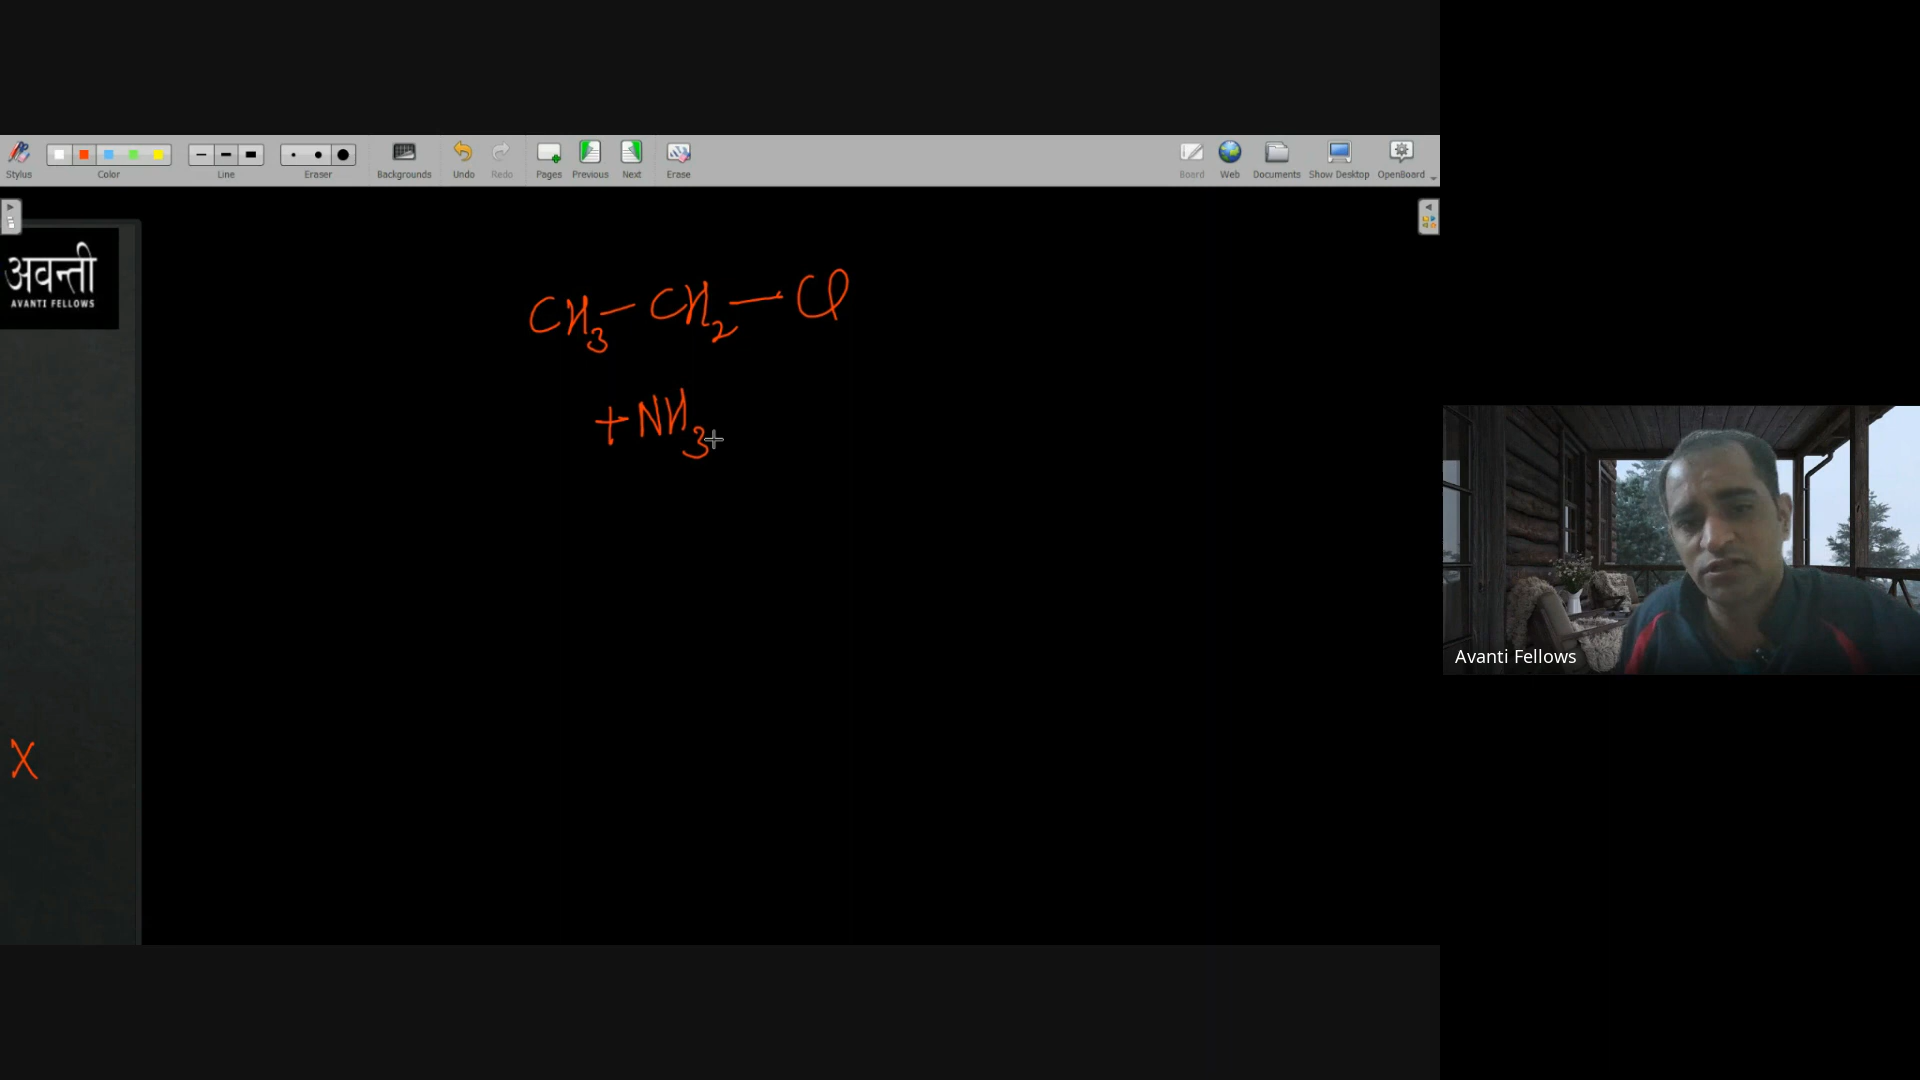 Stylus Color Line Eraser Backgrounds Undo Redo Pages Previous Next Erase Board Web Documents Show Desktop OpenBoard
अवन्ती
AVANTI FELLOWS
CH₃-CH₂-Cl
+NH₃
X
Avanti Fellows